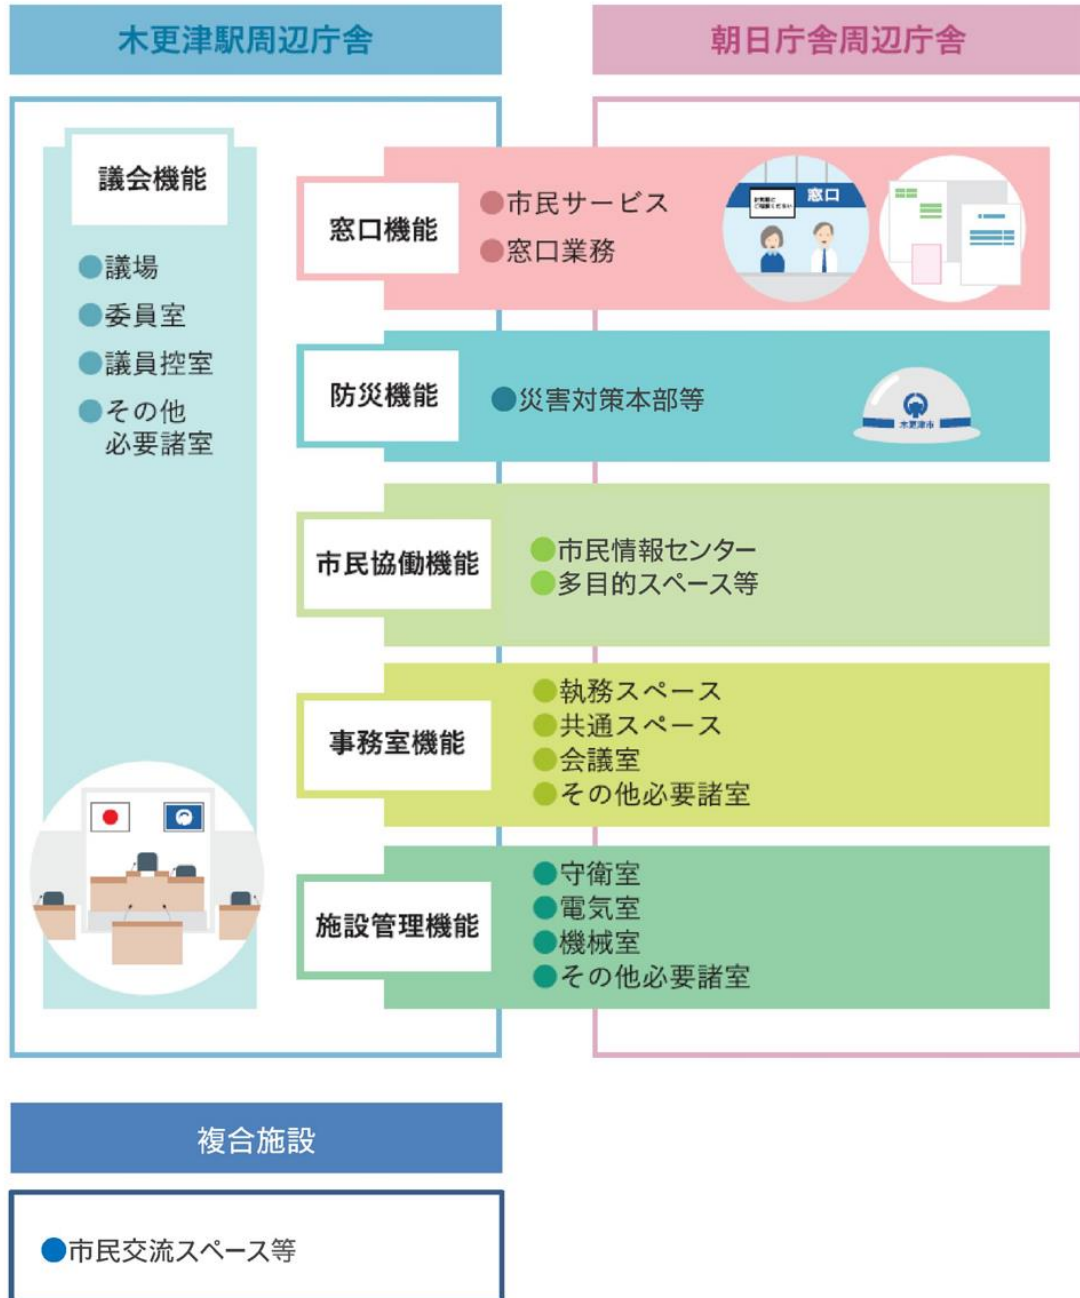 木更津駅周辺庁舎
朝日庁舎周辺庁舎
議会機能
●議場
●委員室
●議員控室
●その他
必要諸室
窓口機能
●市民サービス
●窓口業務
窓口
防災機能
●災害対策本部等
木更津市
市民協働機能
●市民情報センター
●多目的スペース等
事務室機能
●執務スペース
●共通スペース
●会議室
●その他必要諸室
施設管理機能
●守衛室
●電気室
●機械室
●その他必要諸室
複合施設
●市民交流スペース等